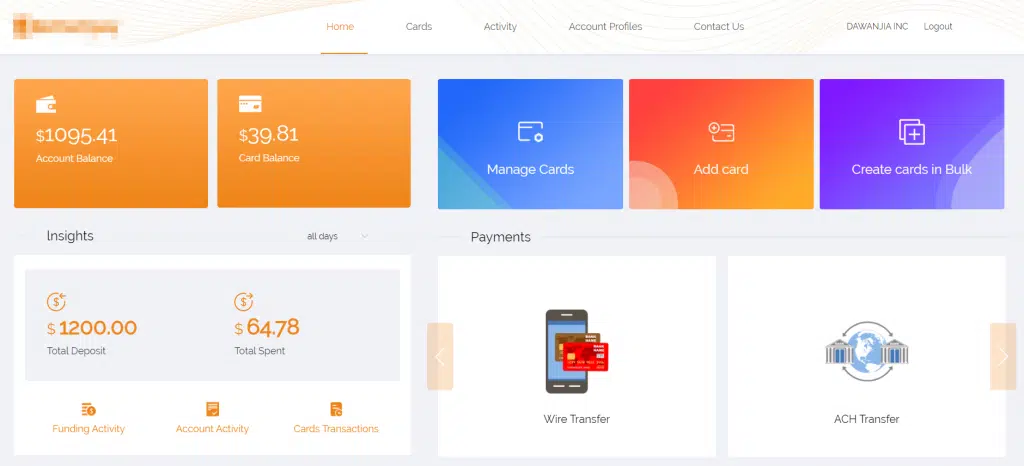 Home
Cards
Activity
Account Profiles
Contact Us
DAWANJIA INC
Logout
$1095.41
Account Balance
$39.81
Card Balance
Manage Cards
Add card
Create cards in Bulk
Insights
all days
Payments
$ 1200.00
Total Deposit
$ 64.78
Total Spent
Funding Activity
Account Activity
Cards Transactions
BANK
NAME
Wire Transfer
ACH Transfer